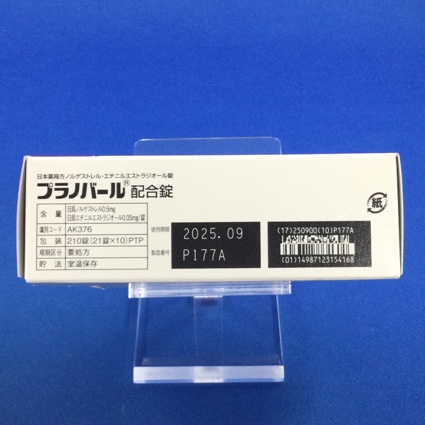 日本薬局方ノルゲストレル・エチニルエストラジオール錠
プラノバール® 配合錠
含量 日局ノルゲストレル0.5mg
日局エチニルエストラジオール0.05mg/錠
識別コード AK376
包装 210錠(21錠×10)PTP
規制区分 要処方
貯法 室温保存
使用期限 2025.09
製造番号 P177A
(17)250900(10)P177A
(01)14987123154168
紙